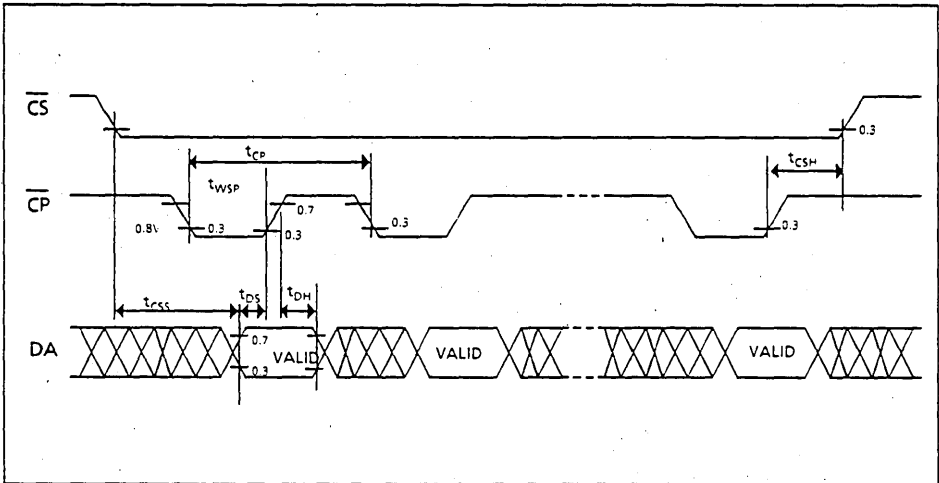 CS
0.3
tCP
tCSH
tWSP
CP
0.7
0.8V
0.3
0.3
0.3
0.3
tCSS
tDS
tDH
DA
0.7
VALID
VALID
VALID
0.3